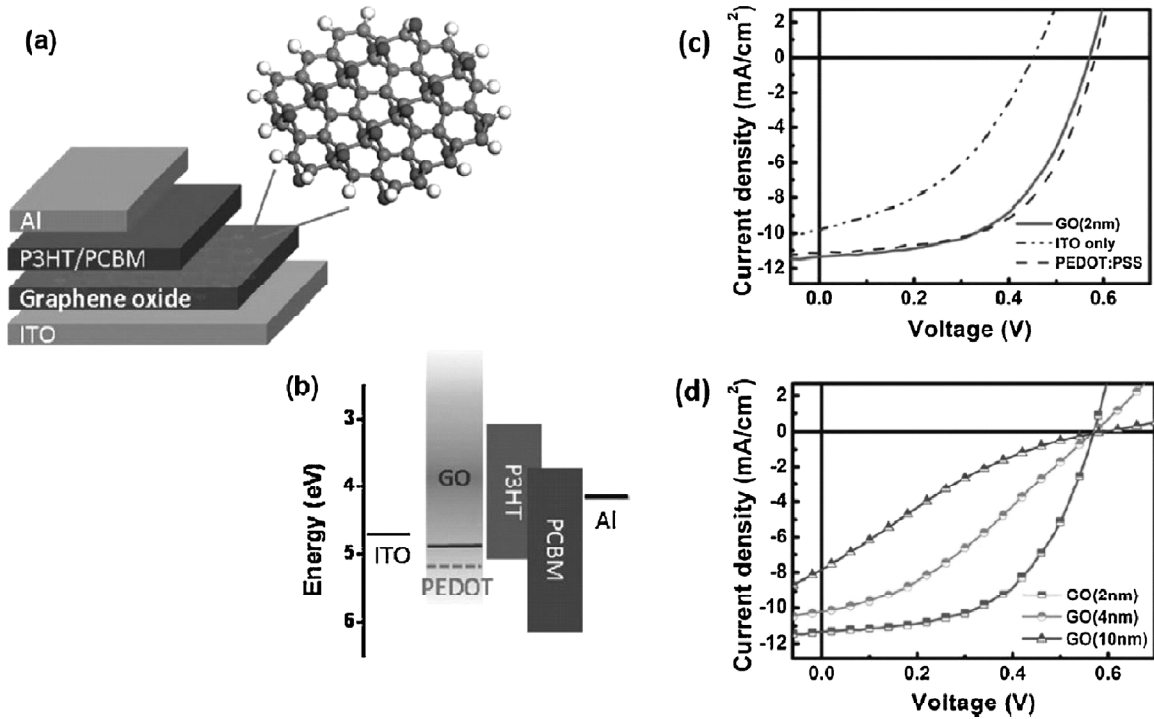 (a)
Al
P3HT/PCBM
Graphene oxide
ITO
(b)
Energy (eV)
3
4
5
6
ITO
GO
PEDOT
P3HT
PCBM
Al
(c)
Current density (mA/cm²)
2
0
-2
-4
-6
-8
-10
-12
GO(2nm)
ITO only
PEDOT:PSS
0.0 0.2 0.4 0.6
Voltage (V)
(d)
Current density (mA/cm²)
2
0
-2
-4
-6
-8
-10
-12
GO(2nm)
GO(4nm)
GO(10nm)
0.0 0.2 0.4 0.6
Voltage (V)